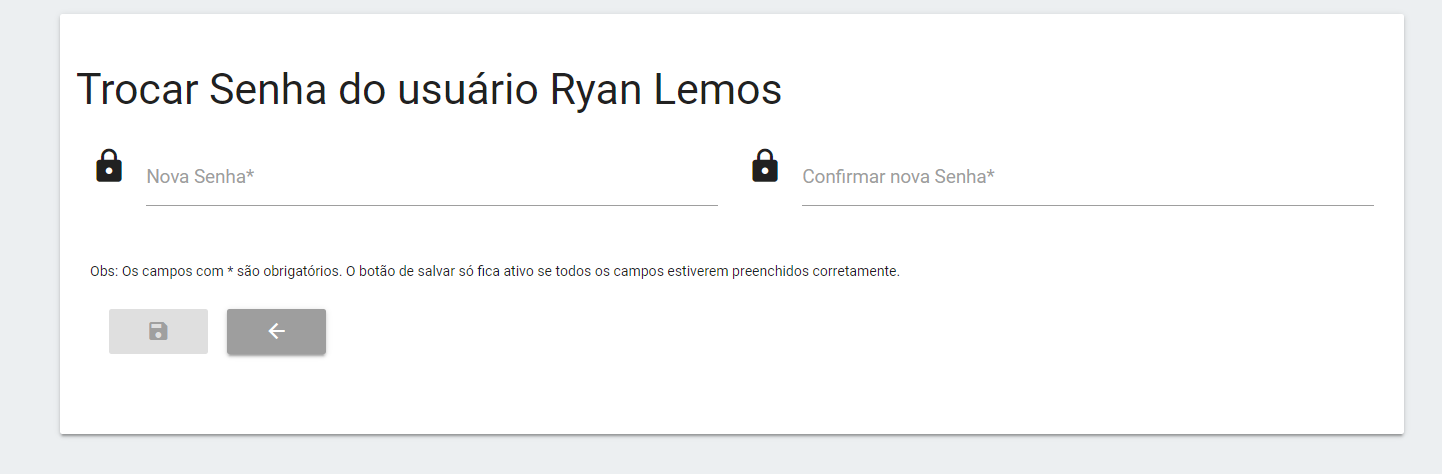 Trocar Senha do usuário Ryan Lemos
Nova Senha*
Confirmar nova Senha*
Obs: Os campos com * são obrigatórios. O botão de salvar só fica ativo se todos os campos estiverem preenchidos corretamente.